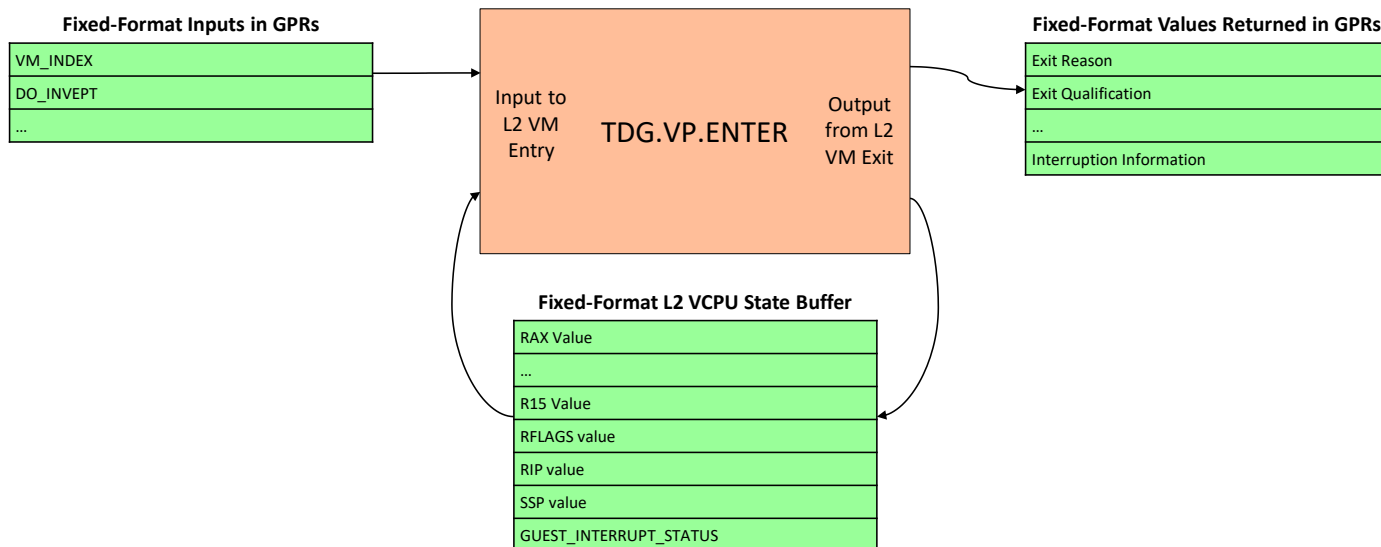 Fixed-Format Inputs in GPRs
VM_INDEX
DO_INVEPT
...
Input to
L2 VM
Entry
TDG.VP.ENTER
Output
from L2
VM Exit
Fixed-Format Values Returned in GPRs
Exit Reason
Exit Qualification
...
Interruption Information
Fixed-Format L2 VCPU State Buffer
RAX Value
...
R15 Value
RFLAGS value
RIP value
SSP value
GUEST_INTERRUPT_STATUS